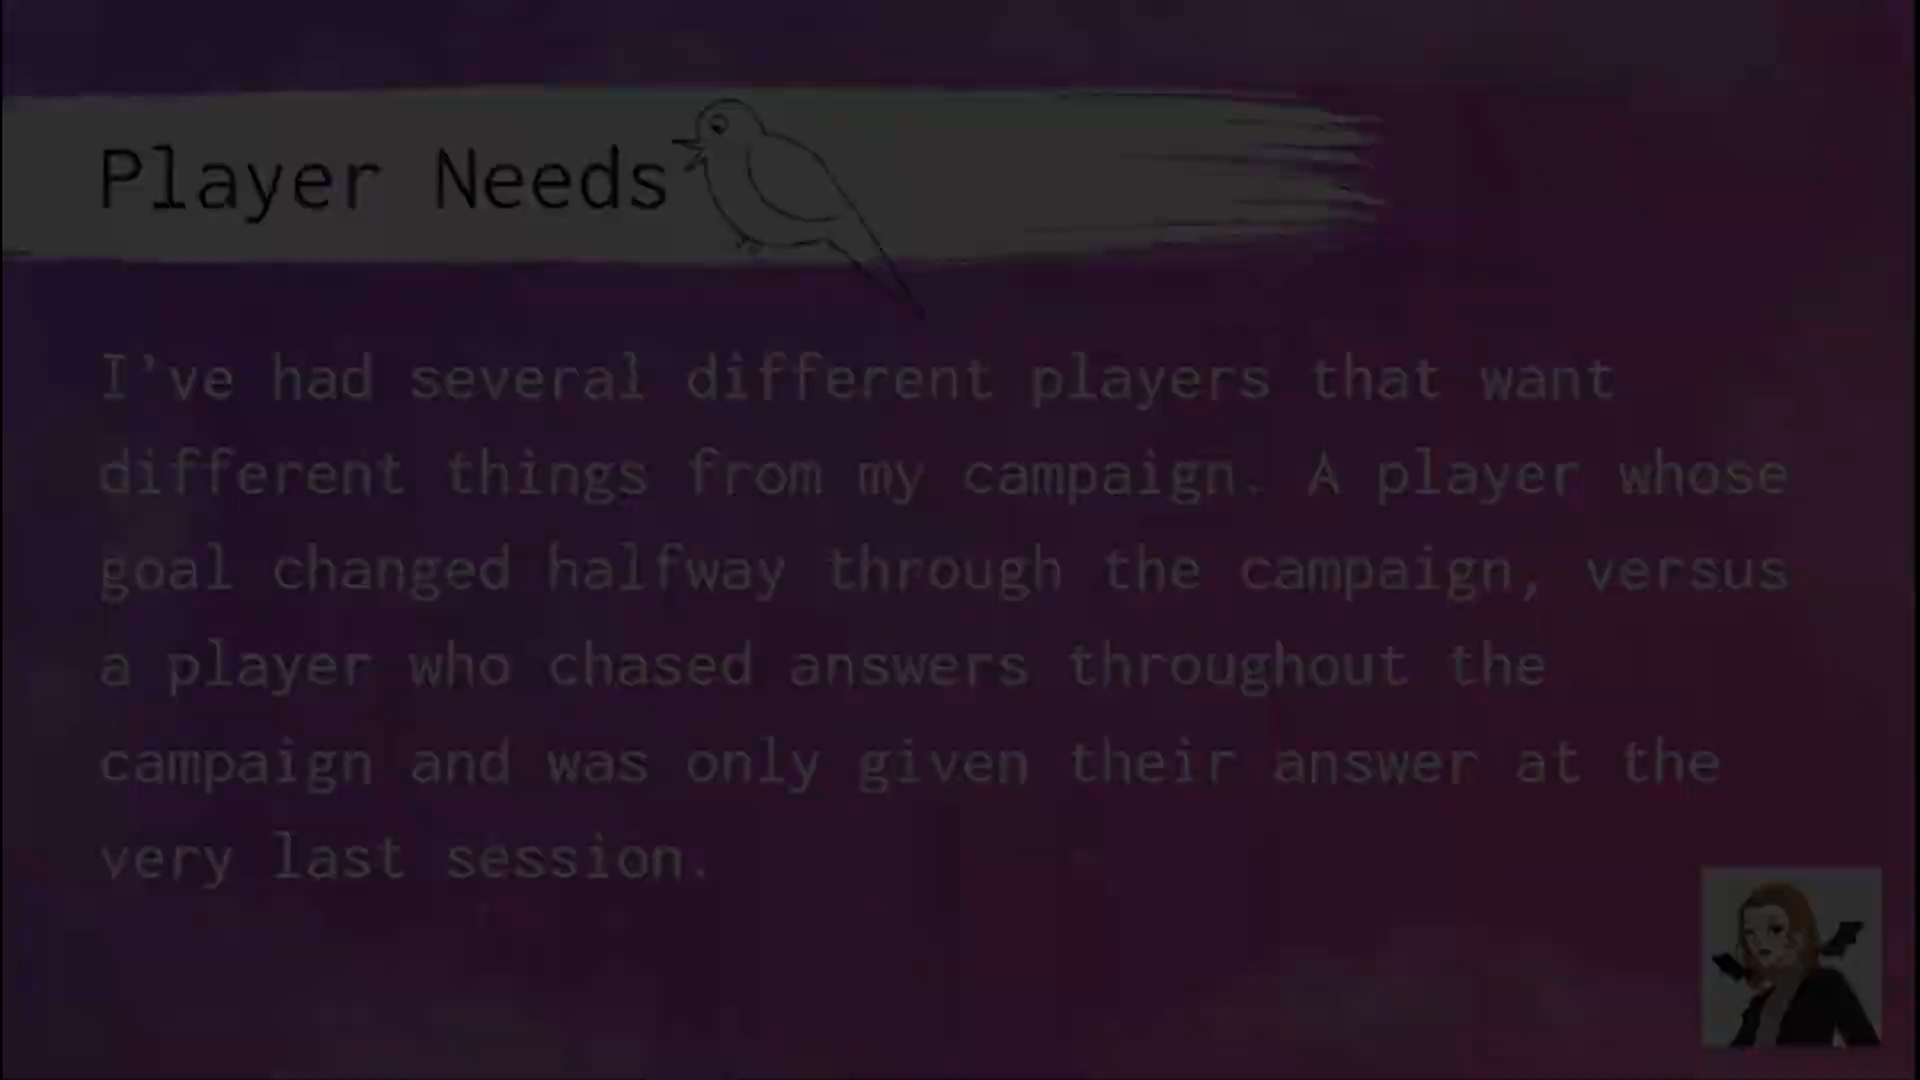 Player Needs
I've had several different players that want
different things from my campaign. A player whose
goal changed halfway through the campaign, versus
a player who chased answers throughout the
campaign and was only given their answer at the
very last session.